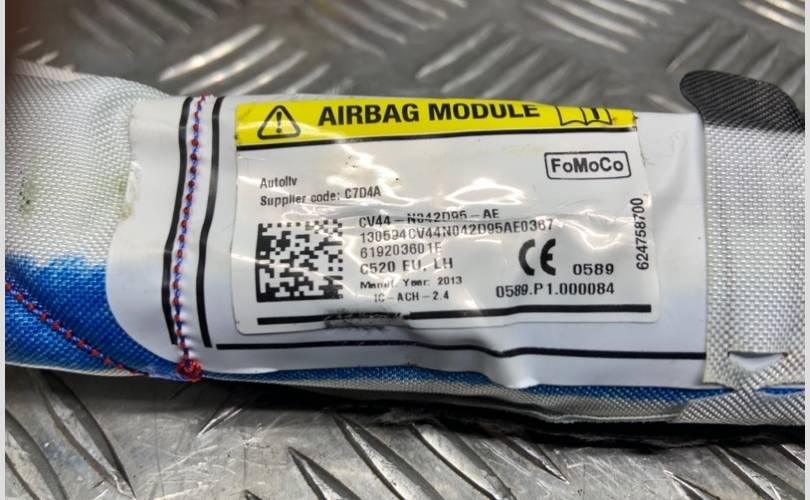 AIRBAG MODULE
FoMoCo
Autoliv
Supplier code: C7D4A
CV44-N042D95-AE
130594CV44N042D95AE0367
619203601E
C520 EU, LH
Manuf. Year: 2013
IC-ACH-2.4
CE 0589
0589.P1.000084
624758700